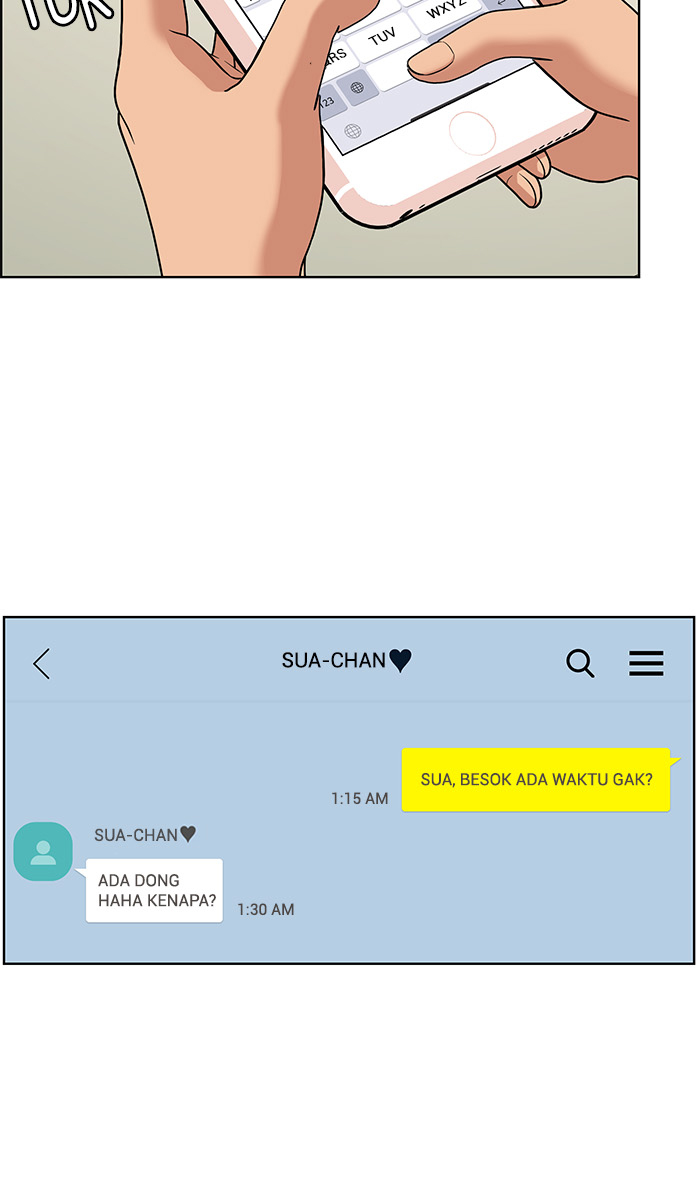 TUK
WXYZ
TUV
123
SUA-CHAN♥
SUA, BESOK ADA WAKTU GAK?
1:15 AM
SUA-CHAN♥
ADA DONG
HAHA KENAPA?
1:30 AM